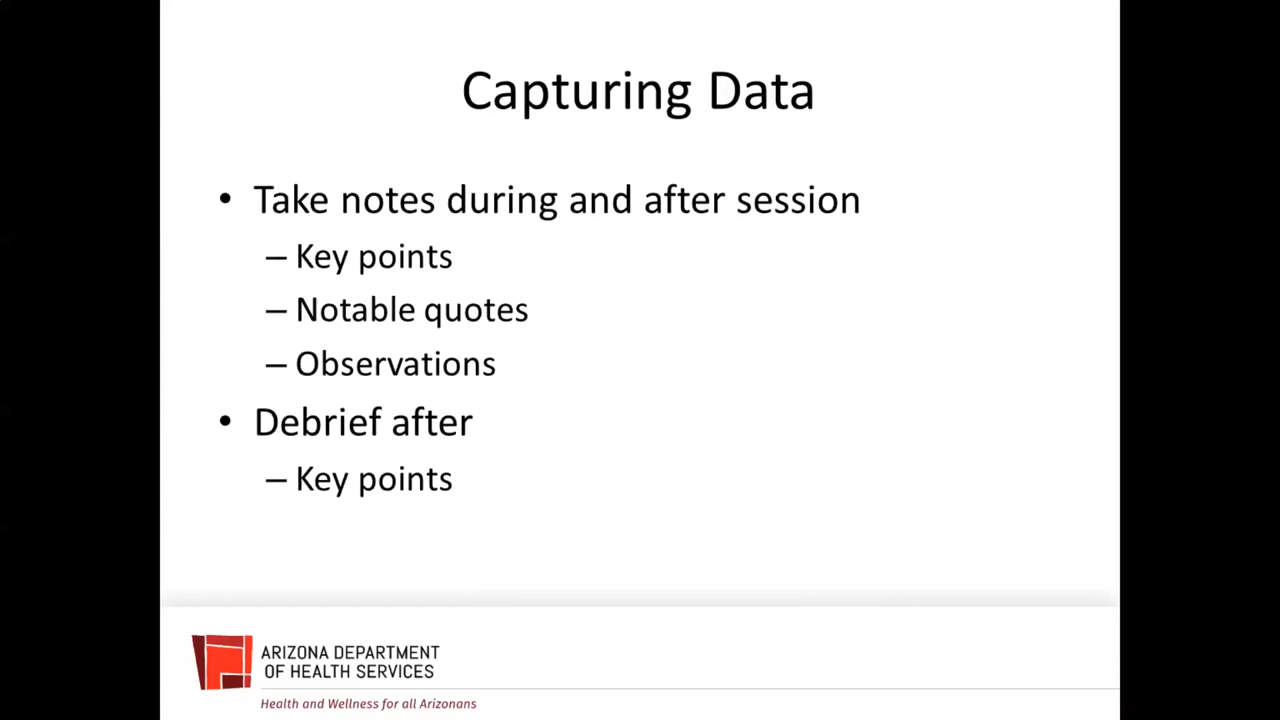 Capturing Data
• Take notes during and after session
– Key points
– Notable quotes
– Observations
• Debrief after
– Key points
ARIZONA DEPARTMENT
OF HEALTH SERVICES
Health and Wellness for all Arizonans